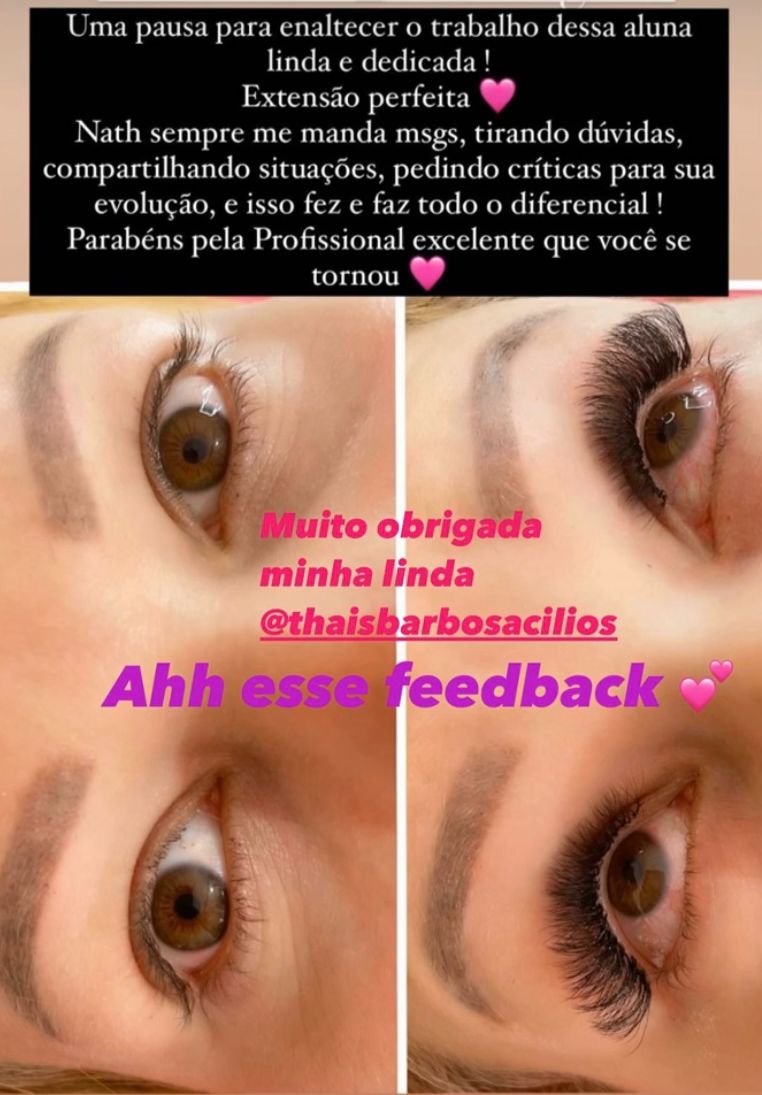 Uma pausa para enaltecer o trabalho dessa aluna
linda e dedicada !
Extensão perfeita 🩷
Nath sempre me manda msgs, tirando dúvidas,
compartilhando situações, pedindo críticas para sua
evolução, e isso fez e faz todo o diferencial !
Parabéns pela Profissional excelente que você se
tornou 🩷
Muito obrigada
minha linda
@thaisbarbosacilios
Ahh esse feedback 💕